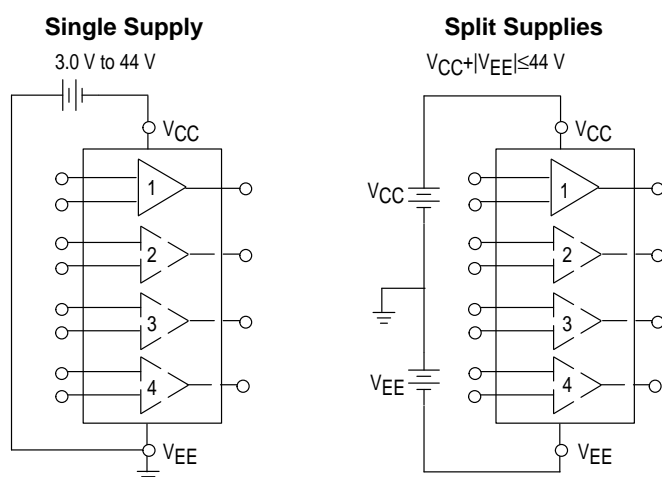 Single Supply
3.0 V to 44 V
VCC
1
2
3
4
VEE
Split Supplies
VCC+|VEE|≤44 V
VCC
VCC
1
2
3
4
VEE
VEE